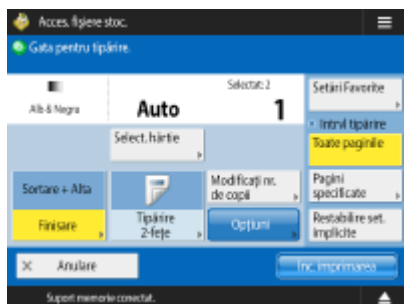 Acces. fişiere stoc.
Gata pentru tipărire.
Alb & Negru
Auto
Selectat: 2
1
Setări Favorite
Select. hârtie
Intrvl tipărire
Toate paginile
Sortare + Alta
Finisare
Tipărire
2-feţe
Modificaţi nr.
de copii
Opţiuni
Pagini
specificate
Restabilire set.
implicite
Anulare
Înc. imprimarea
Suport memorie conectat.